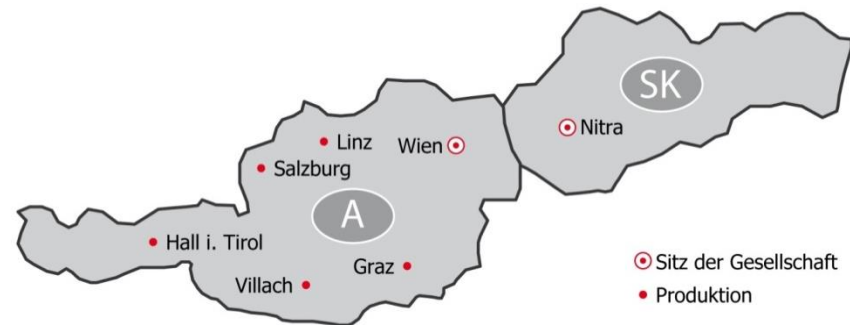 SK
Nitra
Linz
Wien
Salzburg
A
Hall i. Tirol
Graz
Villach
Sitz der Gesellschaft
Produktion